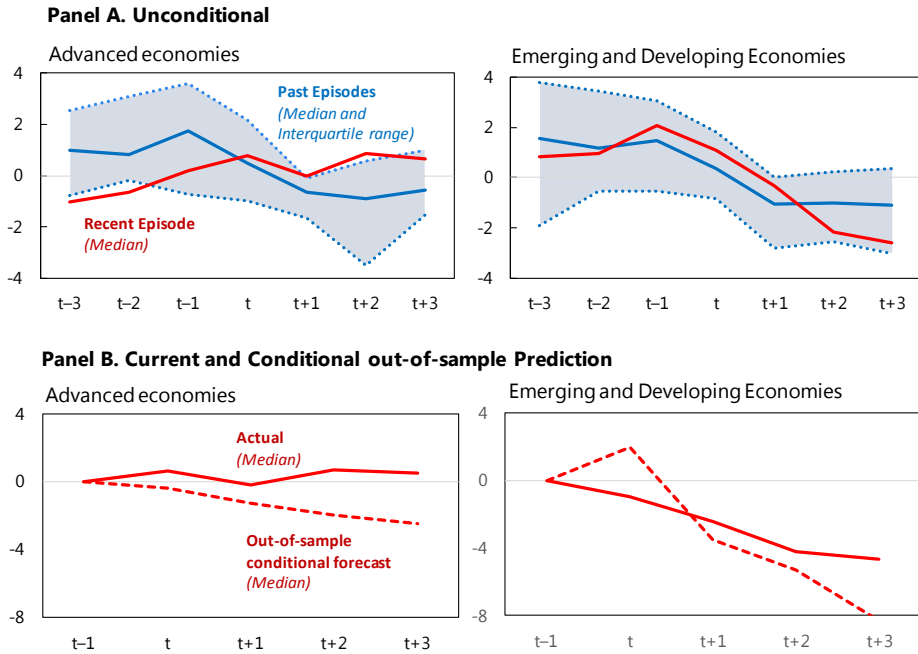 Panel A. Unconditional
Advanced economies
4
2
0
-2
-4
Past Episodes
(Median and
Interquartile range)
Recent Episode
(Median)
t–3 t–2 t–1 t t+1 t+2 t+3
Emerging and Developing Economies
4
2
0
-2
-4
t–3 t–2 t–1 t t+1 t+2 t+3
Panel B. Current and Conditional out-of-sample Prediction
Advanced economies
4
0
-4
-8
Actual
(Median)
Out-of-sample
conditional forecast
(Median)
t–1 t t+1 t+2 t+3
Emerging and Developing Economies
4
0
-4
-8
t–1 t t+1 t+2 t+3